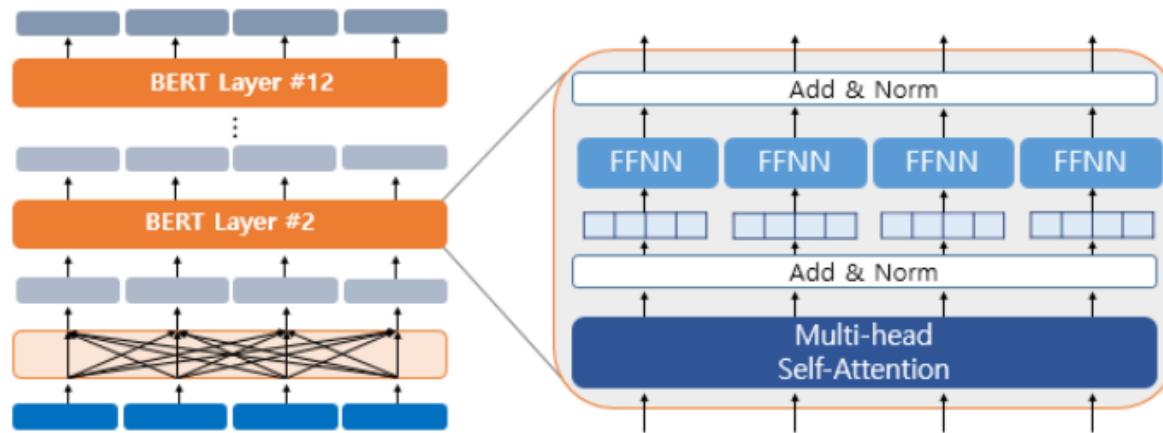 BERT Layer #12
BERT Layer #2
Add & Norm
FFNN FFNN FFNN FFNN
Add & Norm
Multi-head
Self-Attention